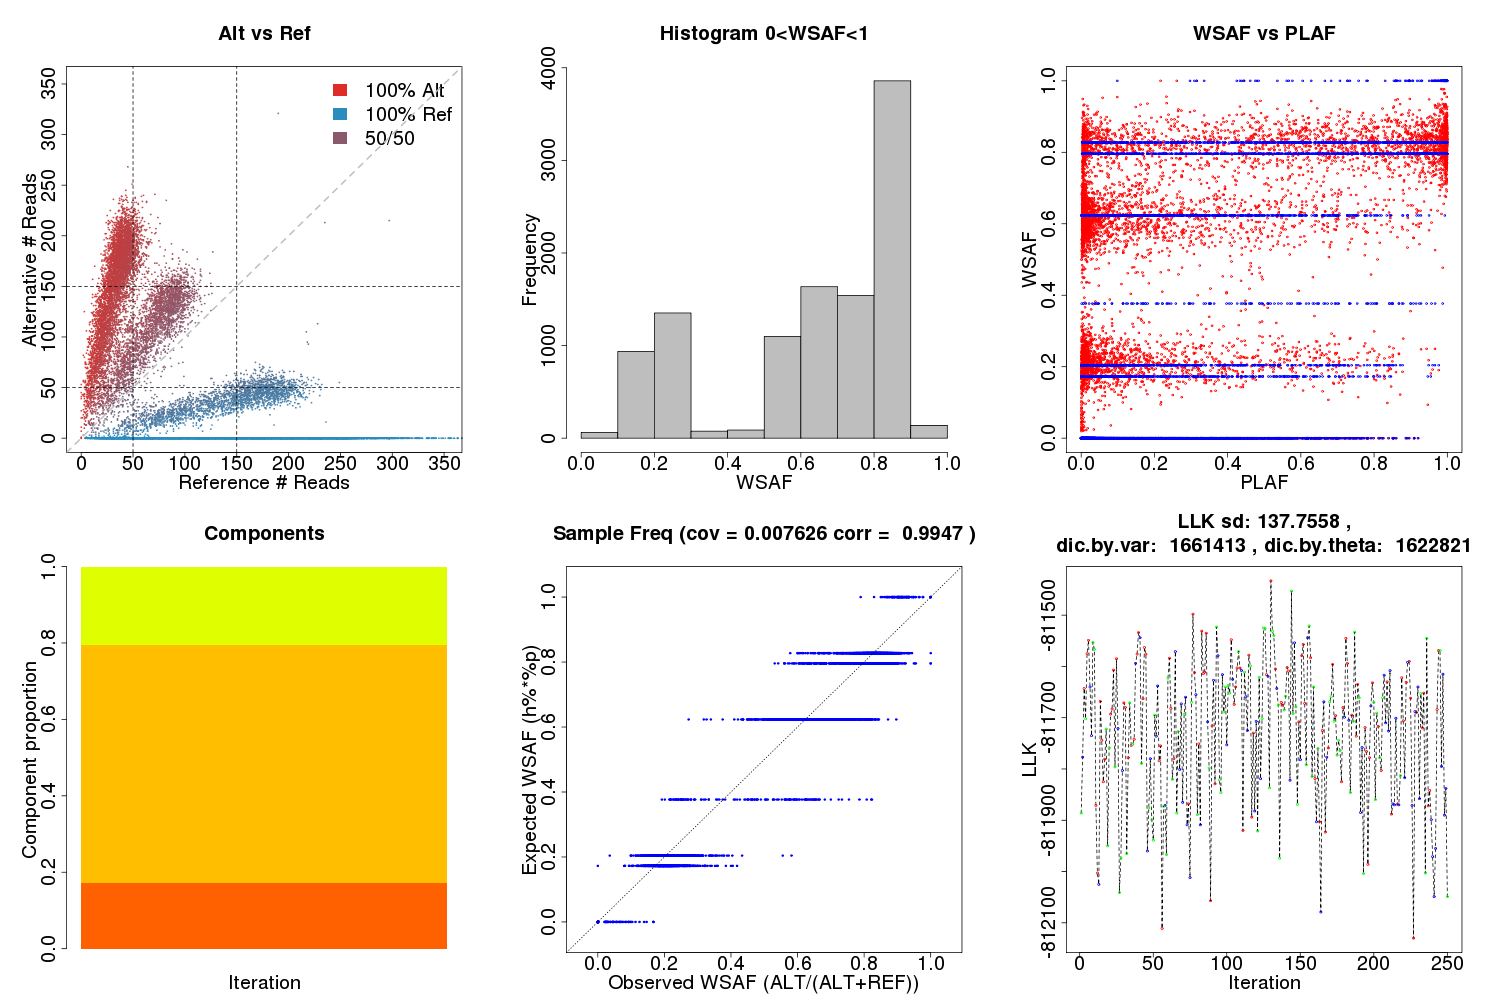 Alt vs Ref
100% Alt
100% Ref
50/50
Alternative # Reads
0 50 100 150 200 250 300 350
0 50 100 150 200 250 300 350
Reference # Reads
Histogram 0<WSAF<1
Frequency
0 1000 2000 3000 4000
0.0 0.2 0.4 0.6 0.8 1.0
WSAF
WSAF vs PLAF
WSAF
0.0 0.2 0.4 0.6 0.8 1.0
0.0 0.2 0.4 0.6 0.8 1.0
PLAF
Components
Component proportion
0.0 0.2 0.4 0.6 0.8 1.0
Iteration
Sample Freq (cov = 0.007626 corr = 0.9947 )
Expected WSAF (h%*%p)
0.0 0.2 0.4 0.6 0.8 1.0
0.0 0.2 0.4 0.6 0.8 1.0
Observed WSAF (ALT/(ALT+REF))
LLK sd: 137.7558 ,
dic.by.var: 1661413 , dic.by.theta: 1622821
LLK
-812100 -811900 -811700 -811500
0 50 100 150 200 250
Iteration